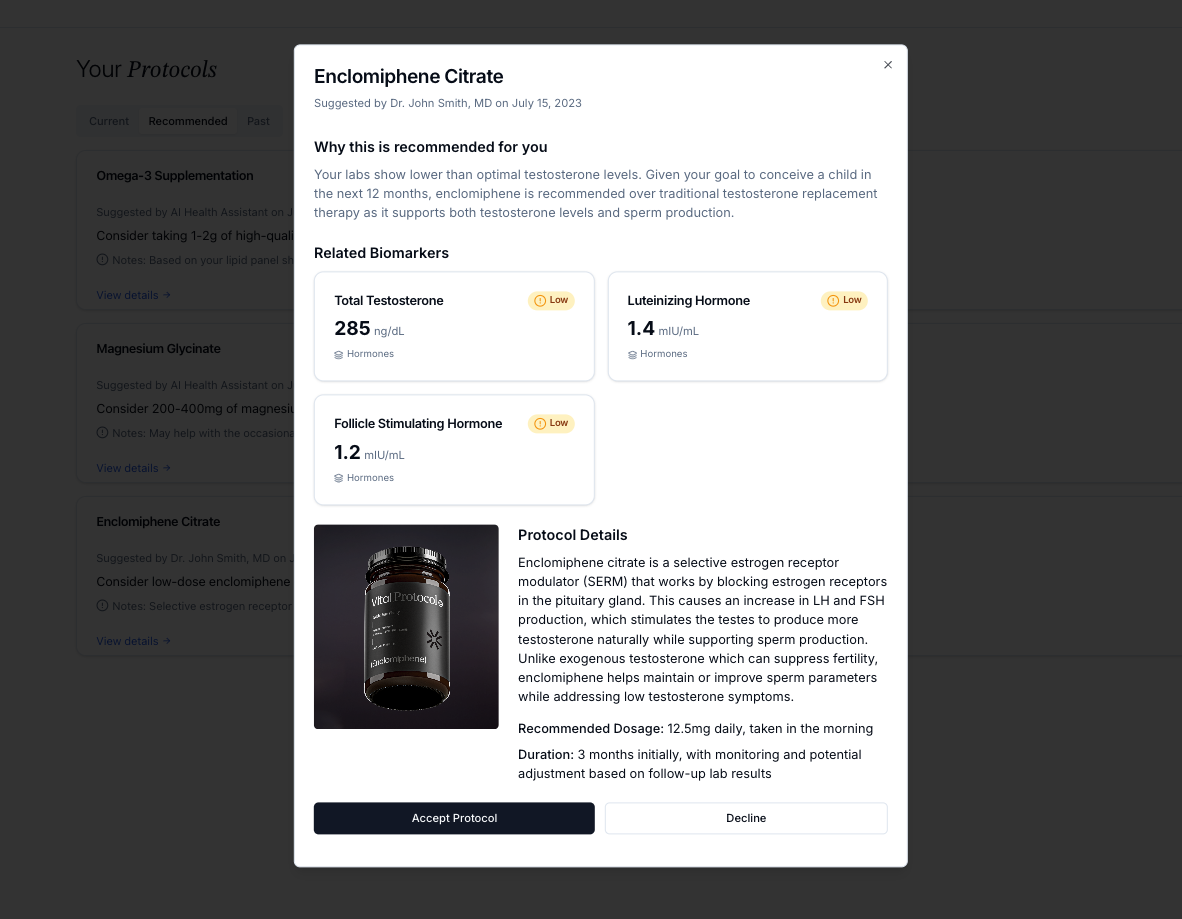 Your Protocols
Current
Recommended
Past
Omega-3 Supplementation
Suggested by AI Health Assistant on J
Consider taking 1-2g of high-quali
Notes: Based on your lipid panel sh
View details →
Magnesium Glycinate
Suggested by AI Health Assistant on J
Consider 200-400mg of magnesiu
Notes: May help with the occasiona
View details →
Enclomiphene Citrate
Suggested by Dr. John Smith, MD on J
Consider low-dose enclomiphene
Notes: Selective estrogen receptor
View details →
Enclomiphene Citrate
Suggested by Dr. John Smith, MD on July 15, 2023
Why this is recommended for you
Your labs show lower than optimal testosterone levels. Given your goal to conceive a child in
the next 12 months, enclomiphene is recommended over traditional testosterone replacement
therapy as it supports both testosterone levels and sperm production.
Related Biomarkers
Total Testosterone
Low
285 ng/dL
Hormones
Luteinizing Hormone
Low
1.4 mIU/mL
Hormones
Follicle Stimulating Hormone
Low
1.2 mIU/mL
Hormones
Vital Protocols
(Enclomiphene)
Protocol Details
Enclomiphene citrate is a selective estrogen receptor
modulator (SERM) that works by blocking estrogen receptors
in the pituitary gland. This causes an increase in LH and FSH
production, which stimulates the testes to produce more
testosterone naturally while supporting sperm production.
Unlike exogenous testosterone which can suppress fertility,
enclomiphene helps maintain or improve sperm parameters
while addressing low testosterone symptoms.
Recommended Dosage: 12.5mg daily, taken in the morning
Duration: 3 months initially, with monitoring and potential
adjustment based on follow-up lab results
Accept Protocol
Decline